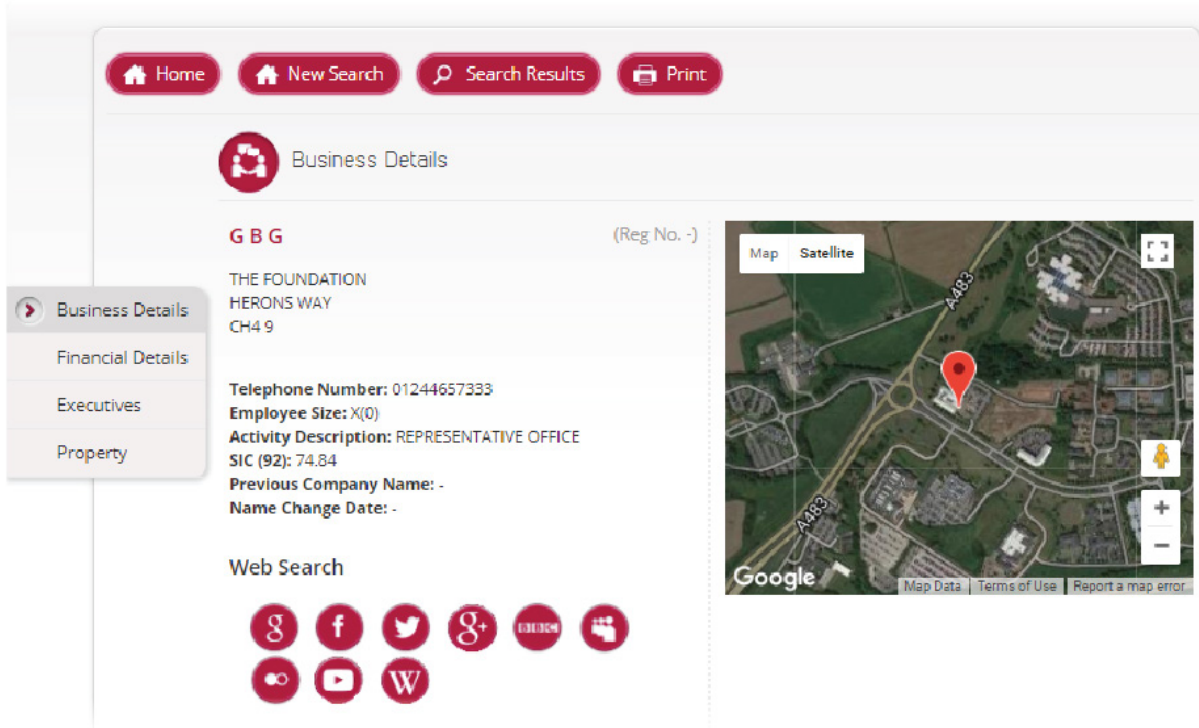 Home
New Search
Search Results
Print
Business Details
G B G
(Reg No. -)
THE FOUNDATION
HERONS WAY
CH4 9
Business Details
Financial Details
Executives
Property
Telephone Number: 01244657333
Employee Size: X(0)
Activity Description: REPRESENTATIVE OFFICE
SIC (92): 74.84
Previous Company Name: -
Name Change Date: -
Web Search
g
f
g+
W
Map
Satellite
A483
A483
Google
Map Data
Terms of Use
Report a map error